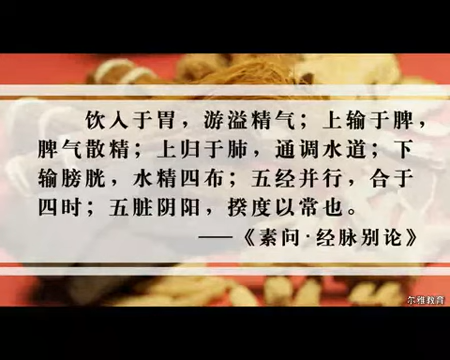 饮入于胃，游溢精气；上输于脾，
脾气散精；上归于肺，通调水道；下
输膀胱，水精四布；五经并行，合于
四时；五脏阴阳，揆度以常也。
——《素问·经脉别论》
尔雅教育